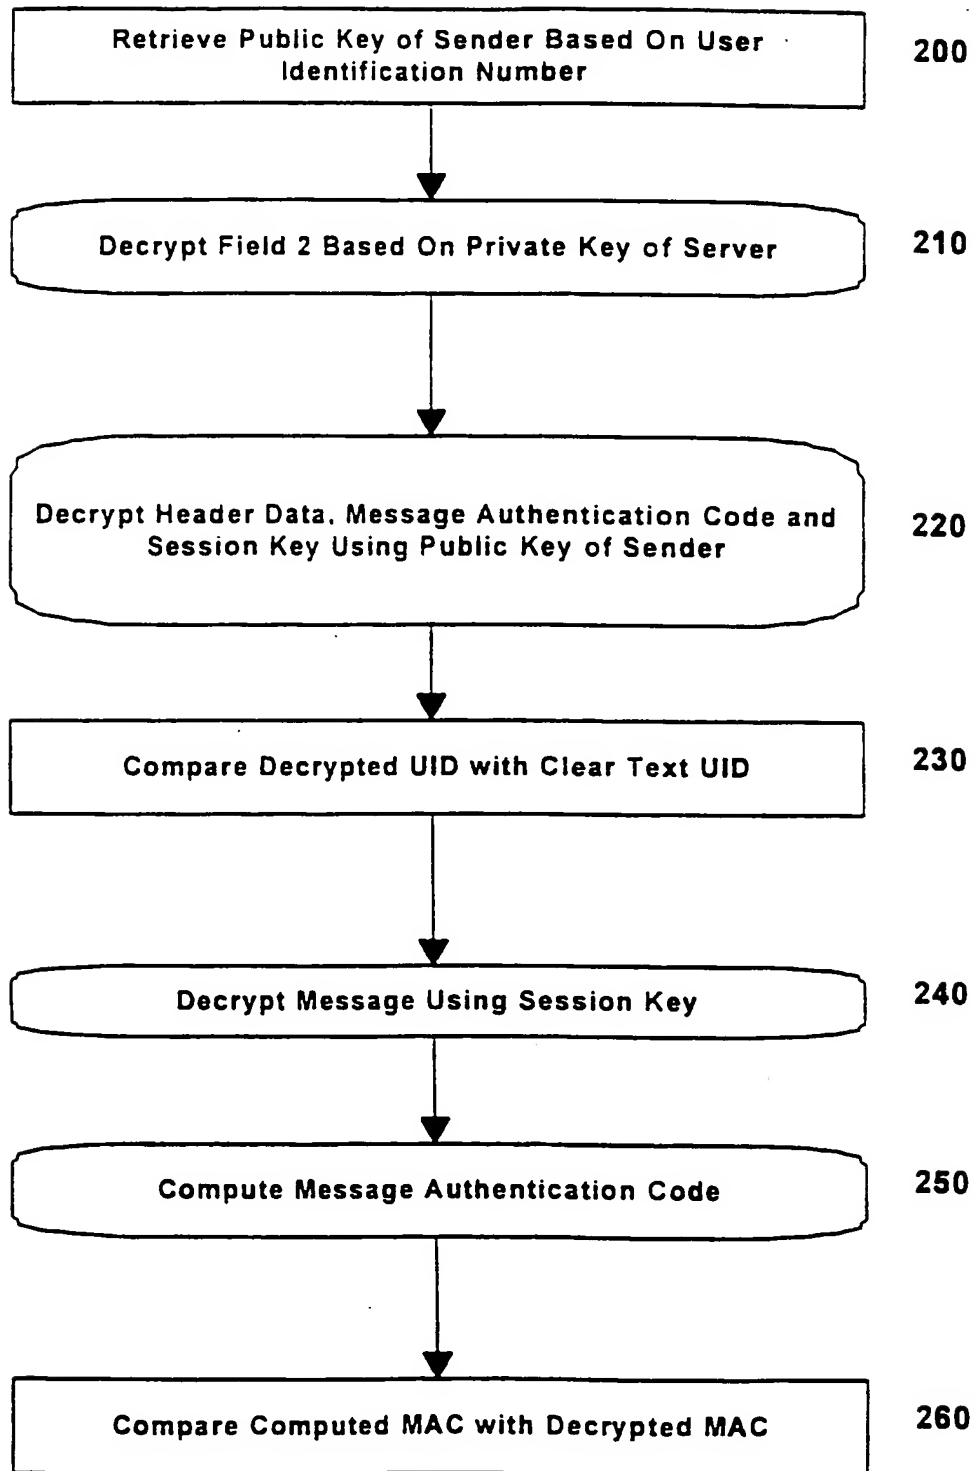 Retrieve Public Key of Sender Based On User
Identification Number
200
Decrypt Field 2 Based On Private Key of Server
210
Decrypt Header Data, Message Authentication Code and
Session Key Using Public Key of Sender
220
Compare Decrypted UID with Clear Text UID
230
Decrypt Message Using Session Key
240
Compute Message Authentication Code
250
Compare Computed MAC with Decrypted MAC
260